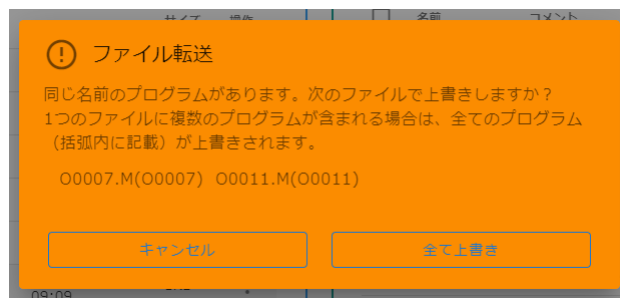 サイズ 操作 名前 コメント
ファイル転送
同じ名前のプログラムがあります。次のファイルで上書きしますか？
1つのファイルに複数のプログラムが含まれる場合は、全てのプログラム
（括弧内に記載）が上書きされます。
O0007.M(O0007) O0011.M(O0011)
キャンセル 全て上書き
09:09